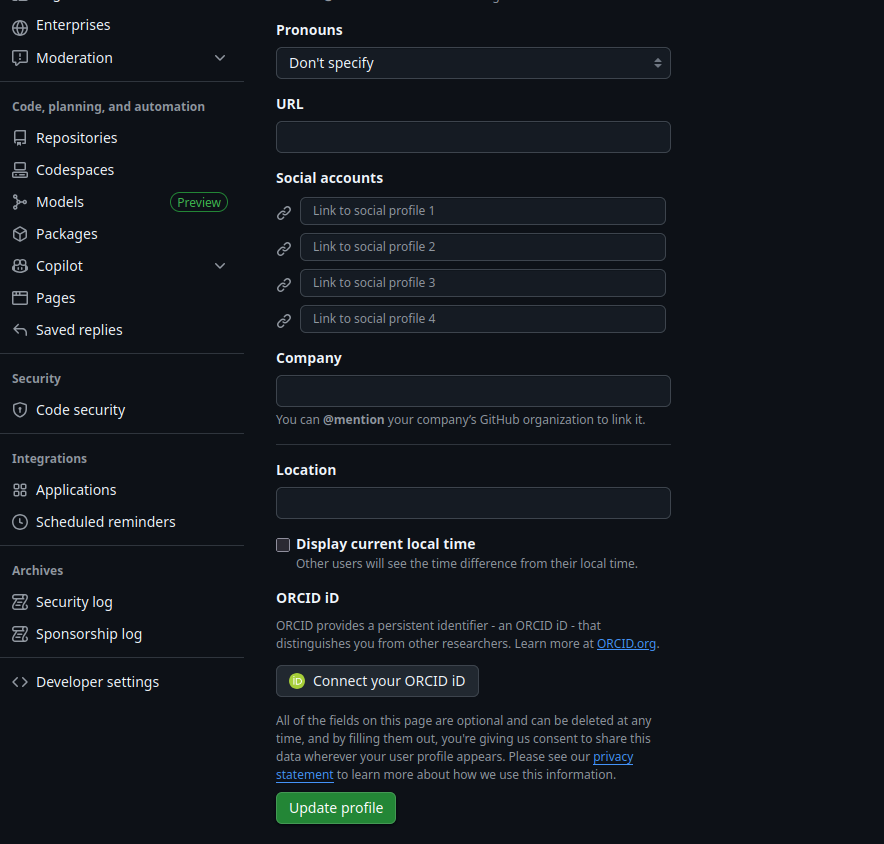 Enterprises
Moderation
Code, planning, and automation
Repositories
Codespaces
Models Preview
Packages
Copilot
Pages
Saved replies
Security
Code security
Integrations
Applications
Scheduled reminders
Archives
Security log
Sponsorship log
Developer settings
Pronouns
Don't specify
URL
Social accounts
Link to social profile 1
Link to social profile 2
Link to social profile 3
Link to social profile 4
Company
You can @mention your company's GitHub organization to link it.
Location
Display current local time
Other users will see the time difference from their local time.
ORCID iD
ORCID provides a persistent identifier - an ORCID iD - that
distinguishes you from other researchers. Learn more at ORCID.org.
iD Connect your ORCID iD
All of the fields on this page are optional and can be deleted at any
time, and by filling them out, you're giving us consent to share this
data wherever your user profile appears. Please see our privacy
statement to learn more about how we use this information.
Update profile